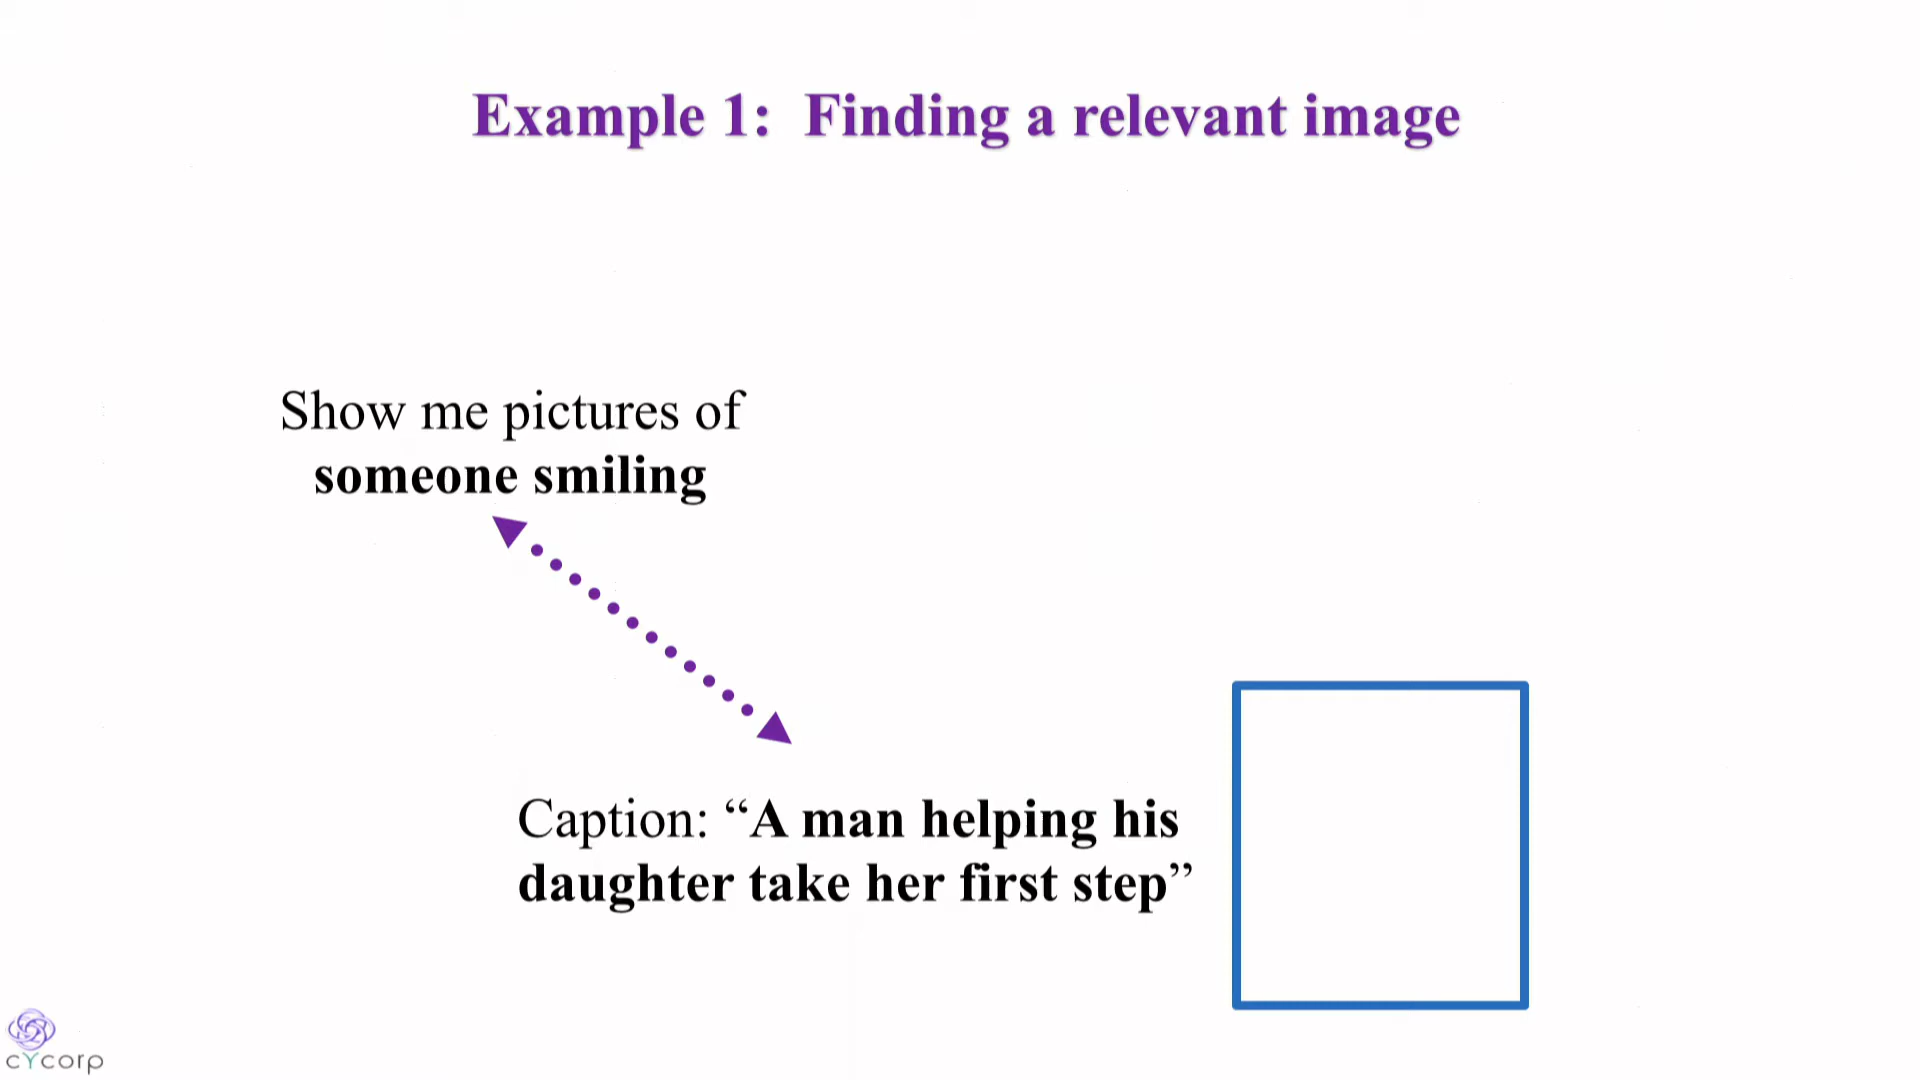 Example 1:  Finding a relevant image
Show me pictures of
someone smiling
Caption: “A man helping his
daughter take her first step”
cYcorp